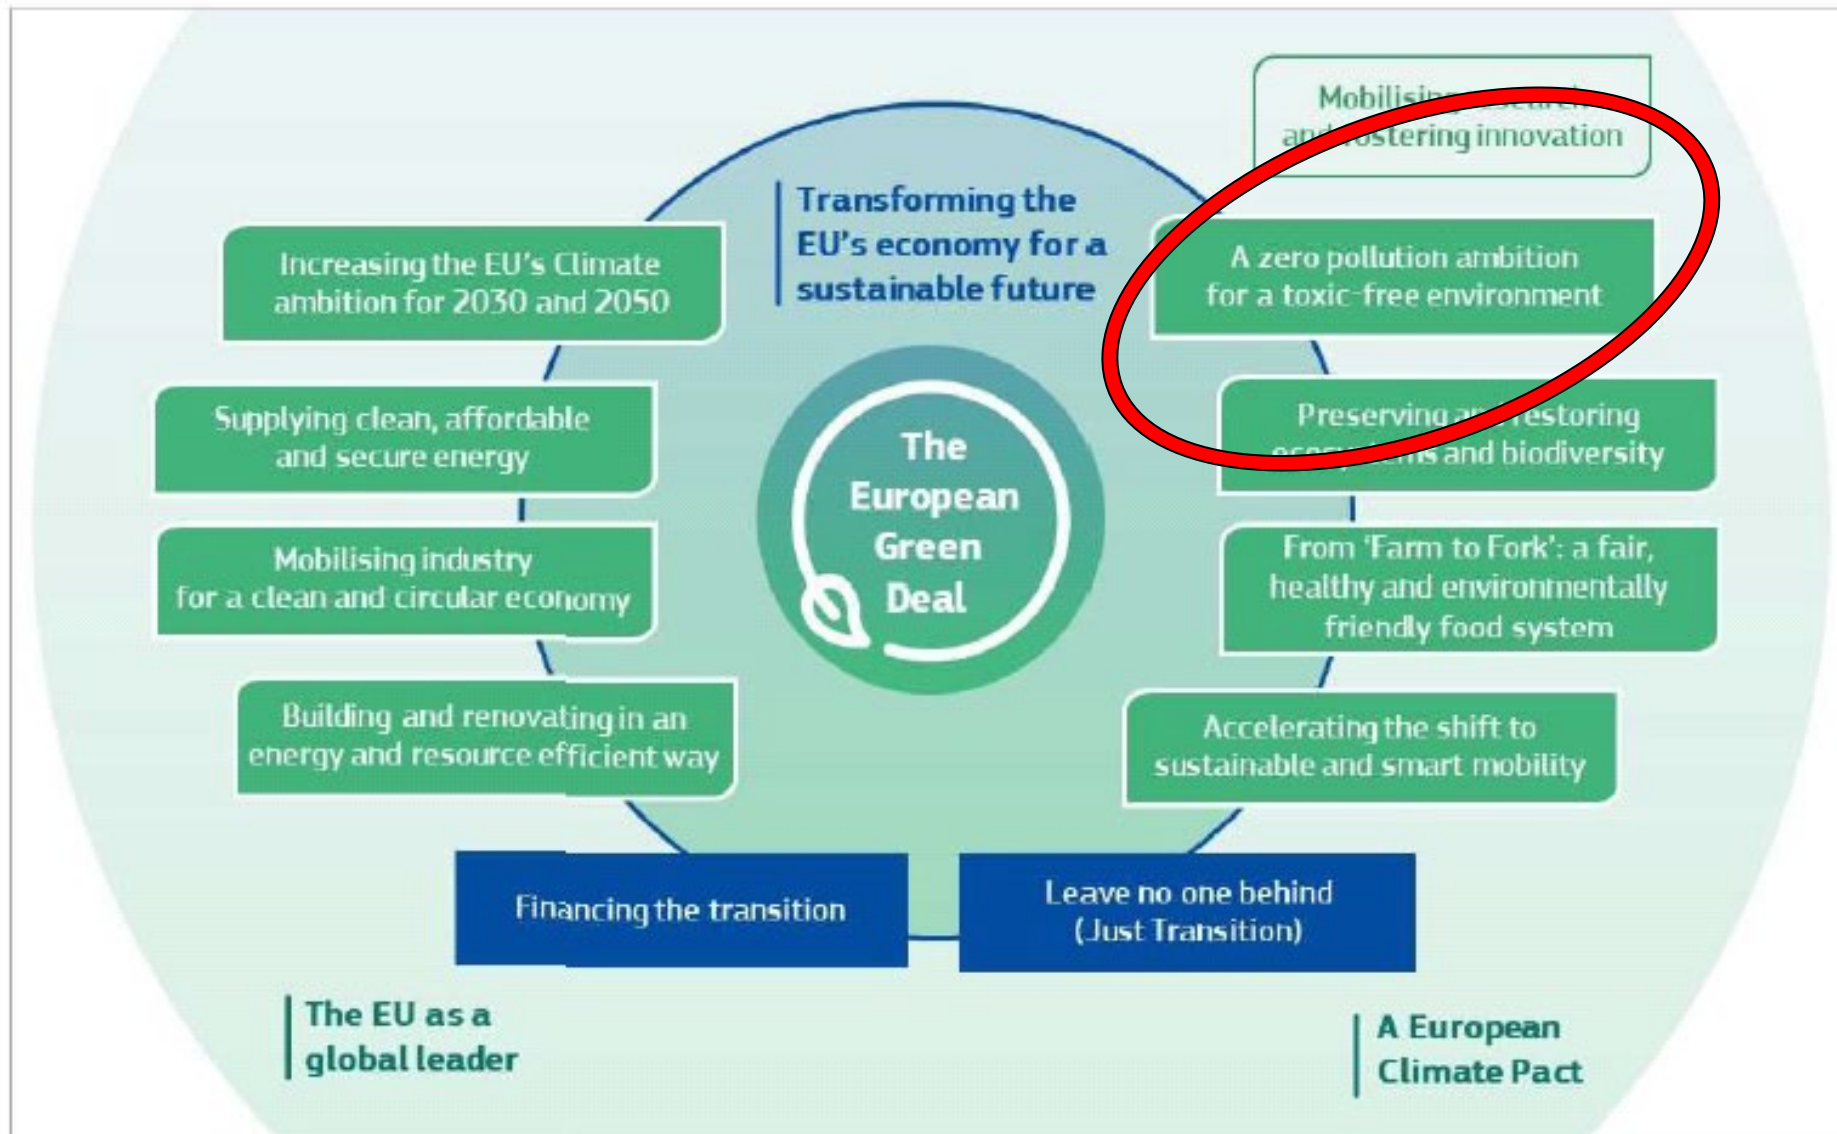 Mobilising research
and fostering innovation
Transforming the
EU's economy for a
sustainable future
Increasing the EU's Climate
ambition for 2030 and 2050
A zero pollution ambition
for a toxic-free environment
Supplying clean, affordable
and secure energy
Preserving and restoring
ecosystems and biodiversity
The
European
Green
Deal
Mobilising industry
for a clean and circular economy
From ‘Farm to Fork’: a fair,
healthy and environmentally
friendly food system
Building and renovating in an
energy and resource efficient way
Accelerating the shift to
sustainable and smart mobility
Financing the transition
Leave no one behind
(Just Transition)
The EU as a
global leader
A European
Climate Pact